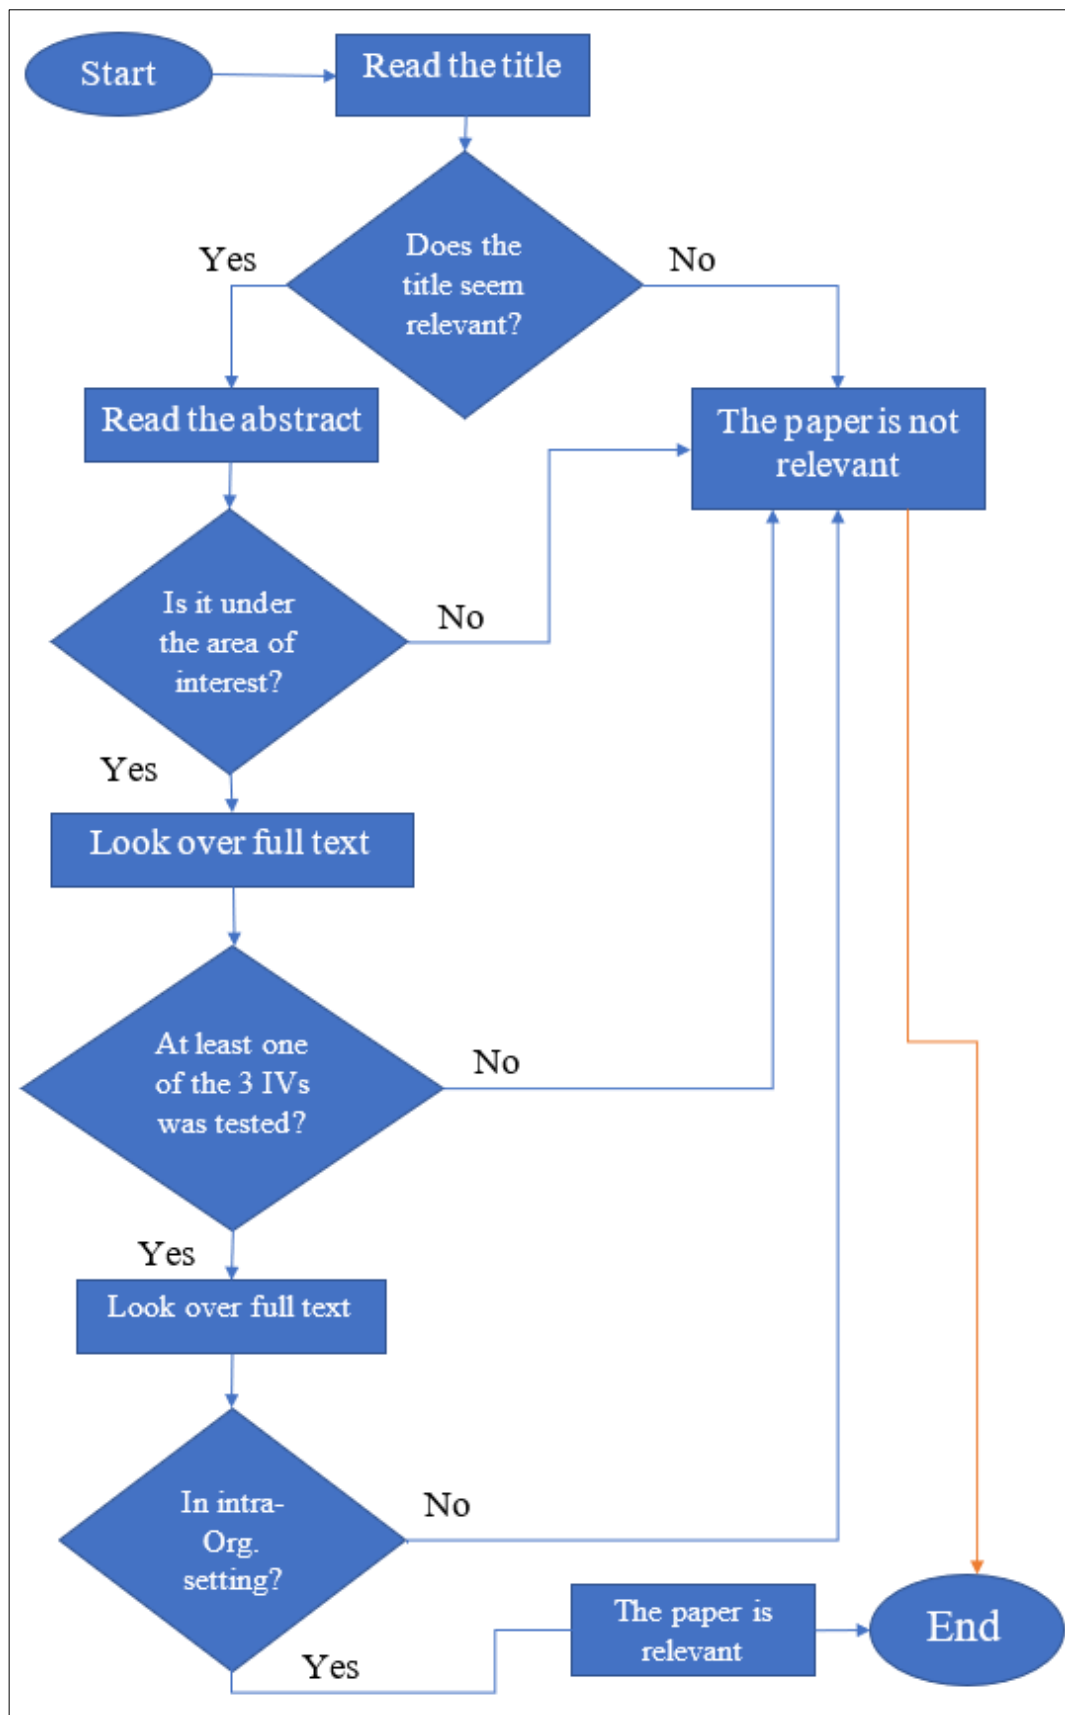 Start
Read the title
Does the
title seem
relevant?
Yes
No
Read the abstract
The paper is not
relevant
Is it under
the area of
interest?
No
Yes
Look over full text
At least one
of the 3 IVs
was tested?
No
Yes
Look over full text
In intra-
Org.
setting?
No
Yes
The paper is
relevant
End